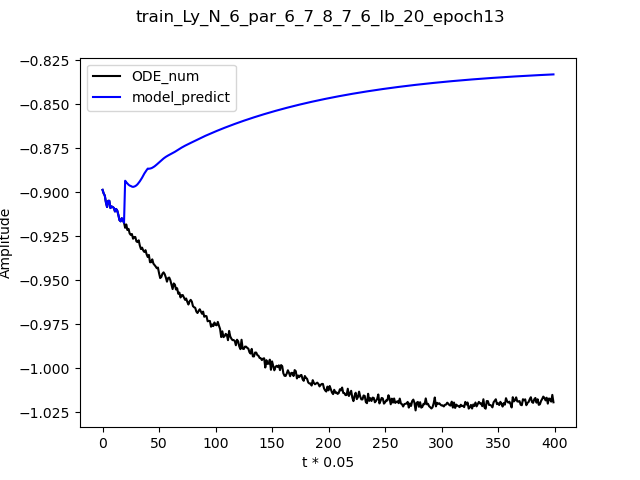 train_Ly_N_6_par_6_7_8_7_6_lb_20_epoch13
ODE_num
model_predict
Amplitude
−0.825
−0.850
−0.875
−0.900
−0.925
−0.950
−0.975
−1.000
−1.025
0 50 100 150 200 250 300 350 400
t * 0.05